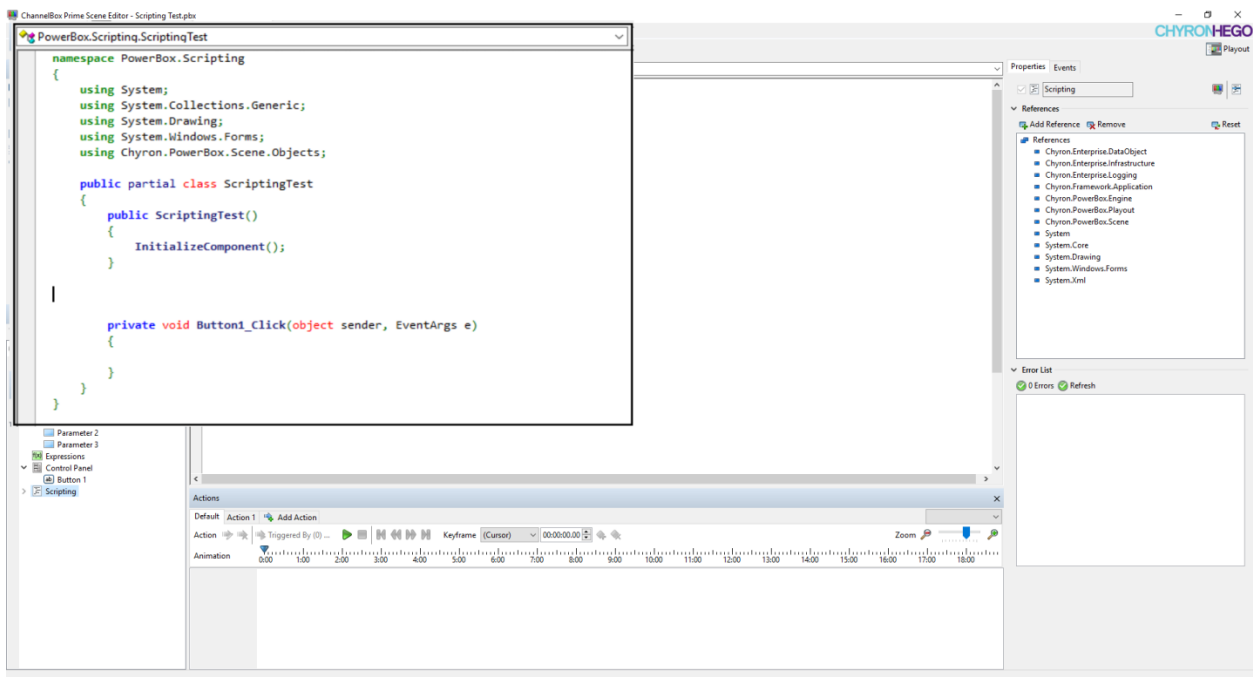 ChannelBox Prime Scene Editor - Scripting Test.pbx
CHYRONHEGO
Playout
PowerBox.Scripting.ScriptingTest
namespace PowerBox.Scripting
{
using System;
using System.Collections.Generic;
using System.Drawing;
using System.Windows.Forms;
using Chyron.PowerBox.Scene.Objects;
public partial class ScriptingTest
{
public ScriptingTest()
{
InitializeComponent();
}
private void Button1_Click(object sender, EventArgs e)
{
}
}
}
Properties Events
Scripting
References
Add Reference Remove Reset
References
Chyron.Enterprise.DataObject
Chyron.Enterprise.Infrastructure
Chyron.Enterprise.Logging
Chyron.Framework.Application
Chyron.PowerBox.Engine
Chyron.PowerBox.Playout
Chyron.PowerBox.Scene
System
System.Core
System.Drawing
System.Windows.Forms
System.Xml
Error List
0 Errors Refresh
Parameter 2
Parameter 3
Expressions
Control Panel
Button 1
Scripting
Actions
Default Action 1 Add Action
Action Triggered By (0) ... Keyframe (Cursor) 00:00:00.00 Zoom
Animation 0:00 1:00 2:00 3:00 4:00 5:00 6:00 7:00 8:00 9:00 10:00 11:00 12:00 13:00 14:00 15:00 16:00 17:00 18:00